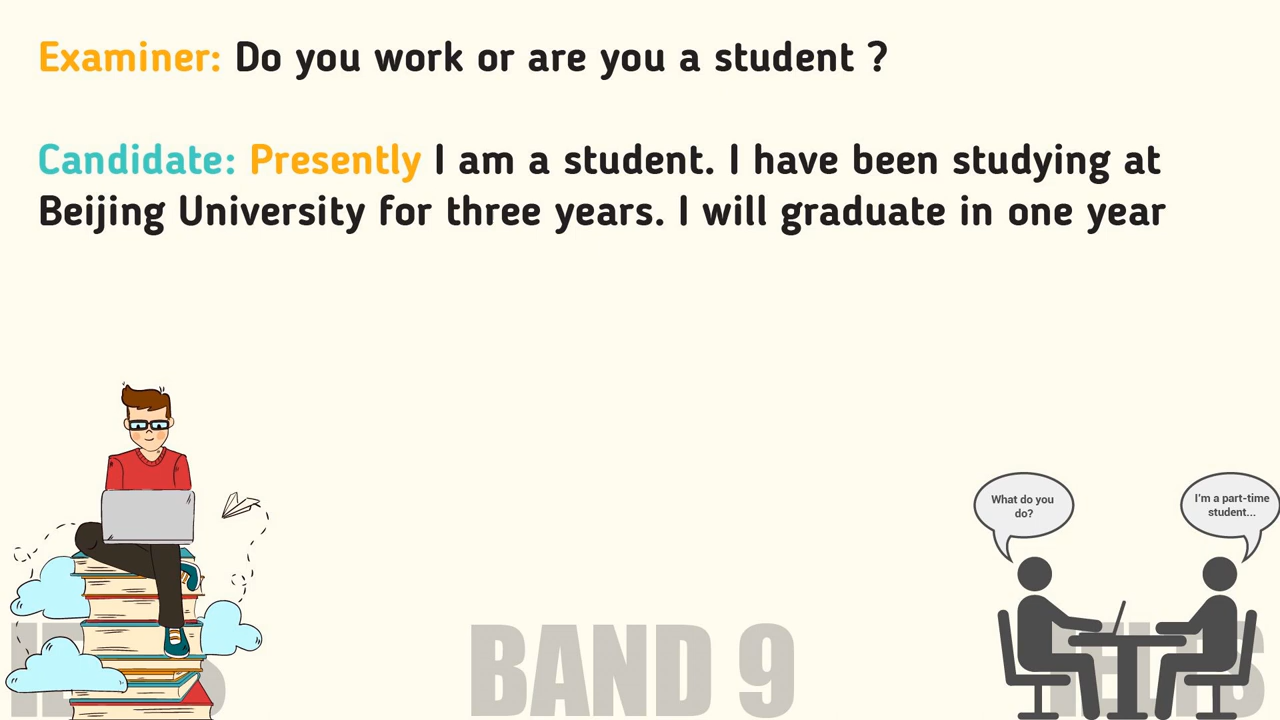 Examiner: Do you work or are you a student ?
Candidate: Presently I am a student. I have been studying at
Beijing University for three years. I will graduate in one year
What do you
do?
I'm a part-time
student...
BAND 9